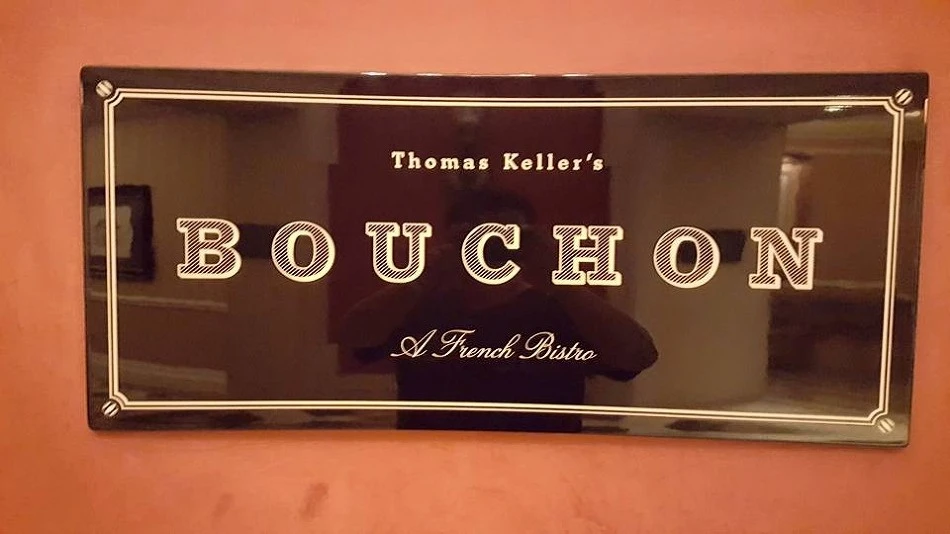 Thomas Keller's
BOUCHON
A French Bistro